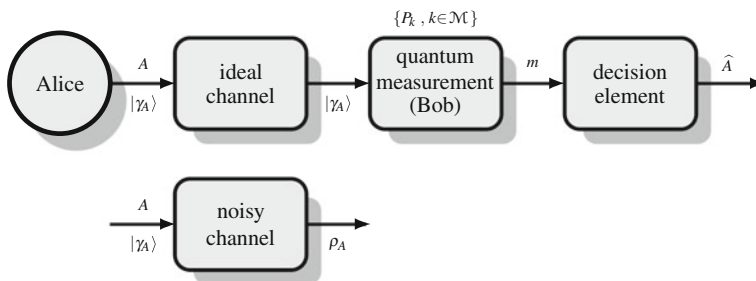 {P_k , k∈ℳ}
Alice
A
|γ_A⟩
ideal
channel
|γ_A⟩
quantum
measurement
(Bob)
m
decision
element
Â
A
|γ_A⟩
noisy
channel
ρ_A